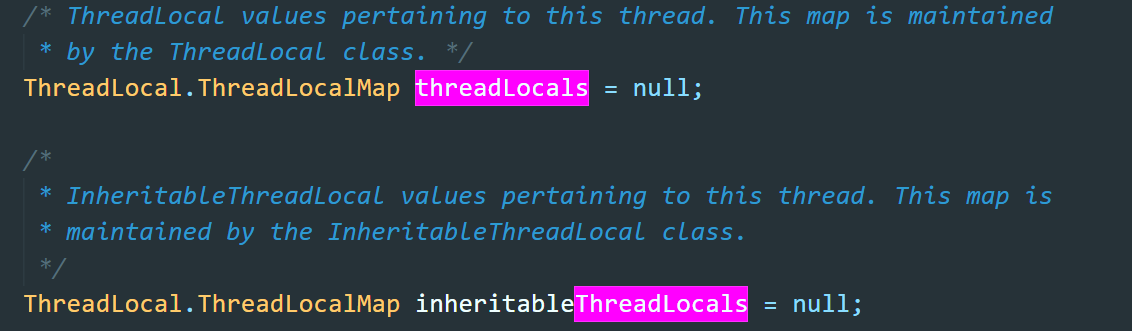 /* ThreadLocal values pertaining to this thread. This map is maintained
* by the ThreadLocal class. */
ThreadLocal.ThreadLocalMap threadLocals = null;
/*
* InheritableThreadLocal values pertaining to this thread. This map is
* maintained by the InheritableThreadLocal class.
*/
ThreadLocal.ThreadLocalMap inheritableThreadLocals = null;